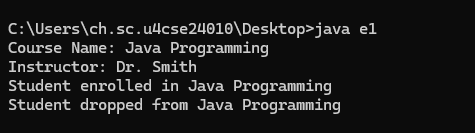 C:\Users\ch.sc.u4cse24010\Desktop>java e1
Course Name: Java Programming
Instructor: Dr. Smith
Student enrolled in Java Programming
Student dropped from Java Programming